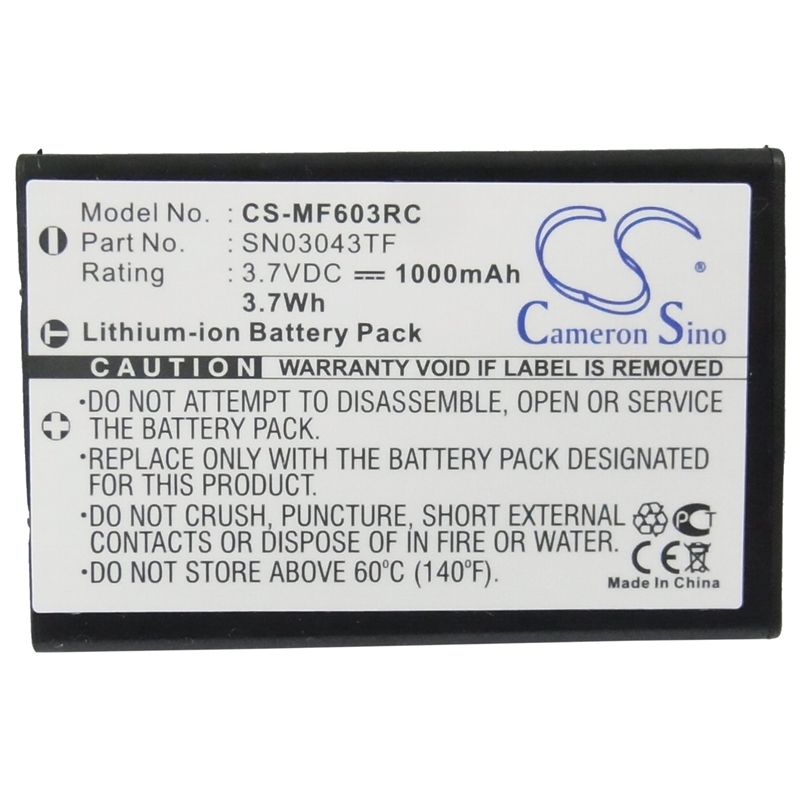 Model No. : CS-MF603RC
Part No. : SN03043TF
Rating : 3.7VDC 1000mAh
3.7Wh
Lithium-ion Battery Pack
CS ®
Cameron Sino
CAUTION WARRANTY VOID IF LABEL IS REMOVED
•DO NOT ATTEMPT TO DISASSEMBLE, OPEN OR SERVICE
THE BATTERY PACK.
•REPLACE ONLY WITH THE BATTERY PACK DESIGNATED
FOR THIS PRODUCT.
•DO NOT CRUSH, PUNCTURE, SHORT EXTERNAL
CONTACTS OR DISPOSE OF IN FIRE OR WATER.
•DO NOT STORE ABOVE 60°C (140°F).
PCT
CE
Made In China